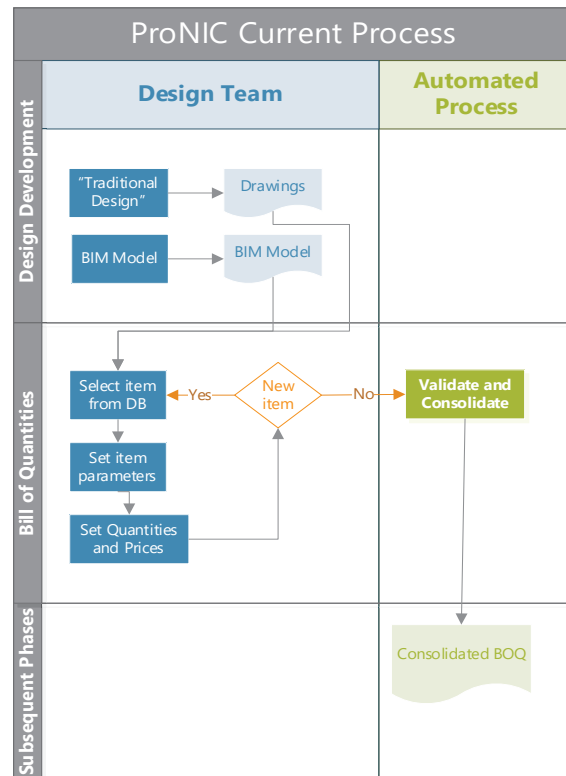 ProNIC Current Process
Design Team
Automated
Process
Design Development
"Traditional
Design"
Drawings
BIM Model
BIM Model
Bill of Quantities
Select item
from DB
Yes
New
item
No
Validate and
Consolidate
Set item
parameters
Set Quantities
and Prices
Subsequent Phases
Consolidated BOQ